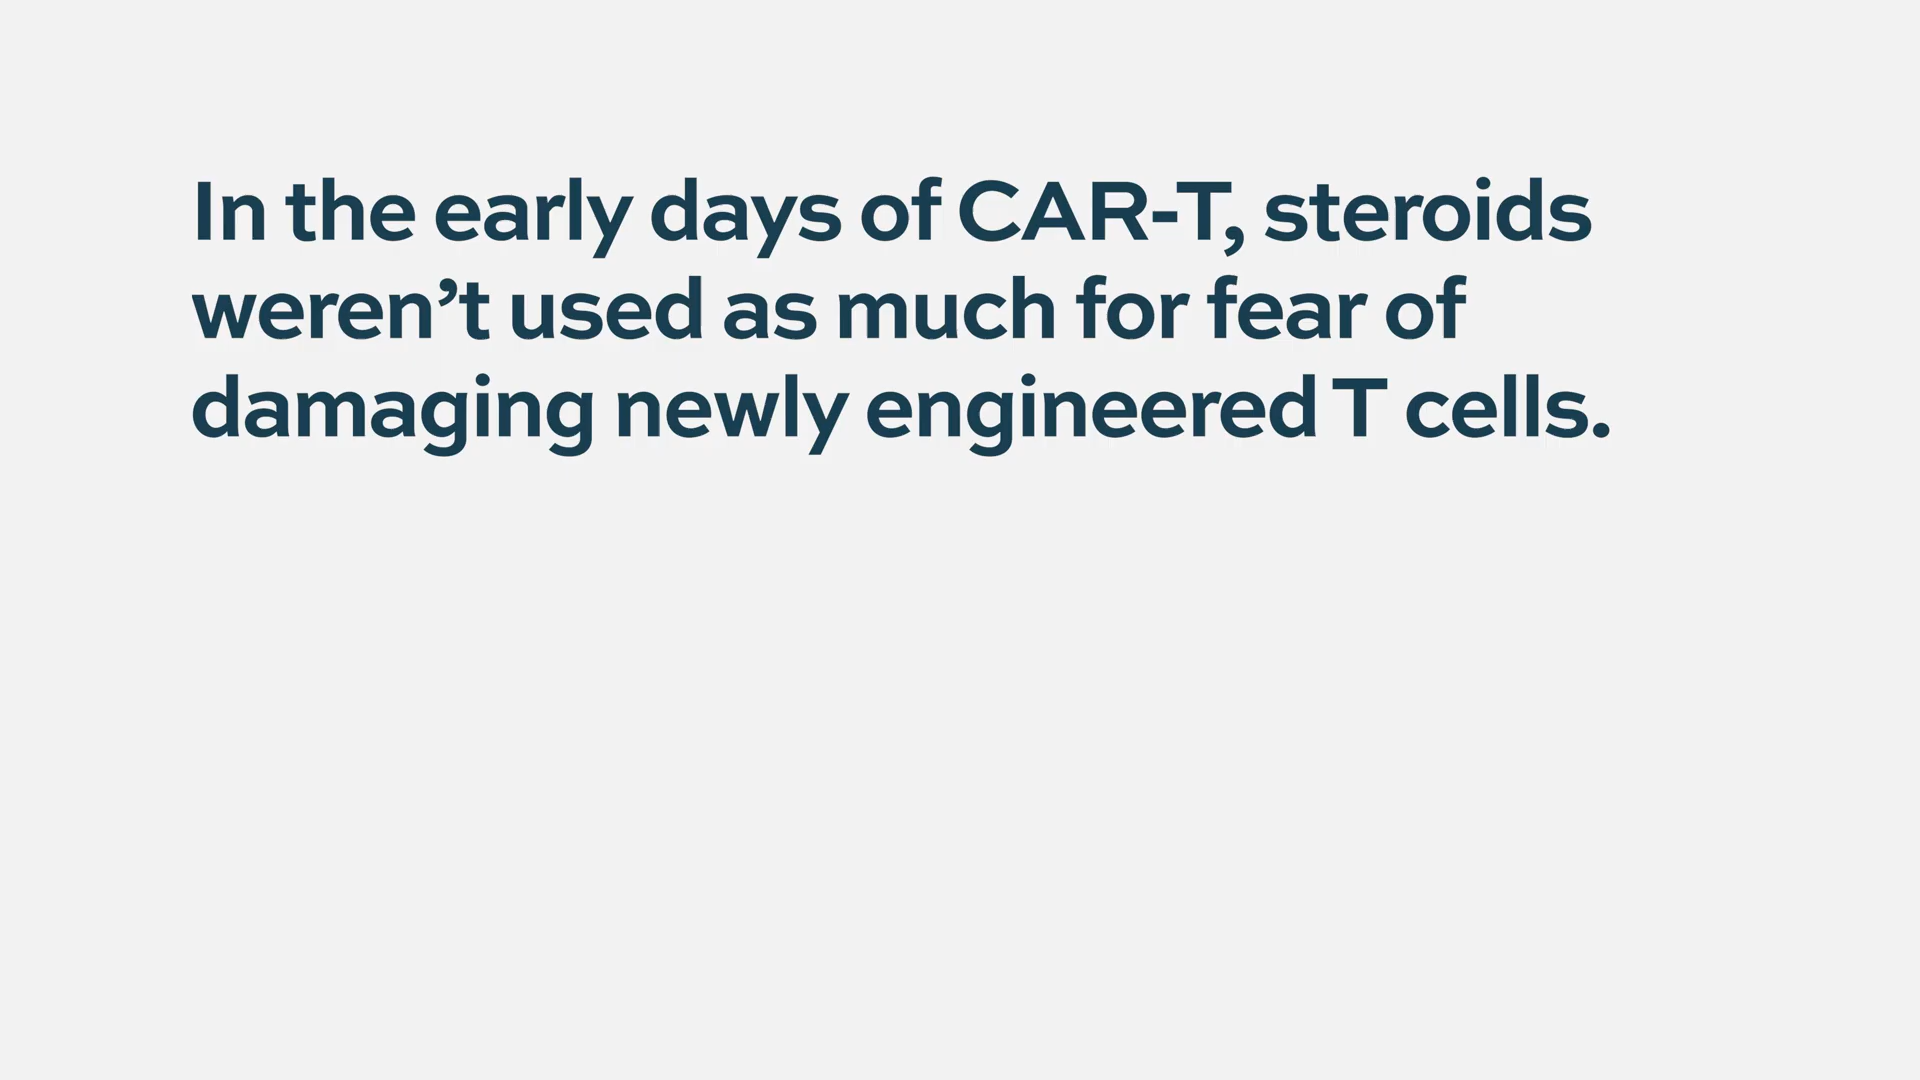 In the early days of CAR-T, steroids
weren’t used as much for fear of
damaging newly engineered T cells.